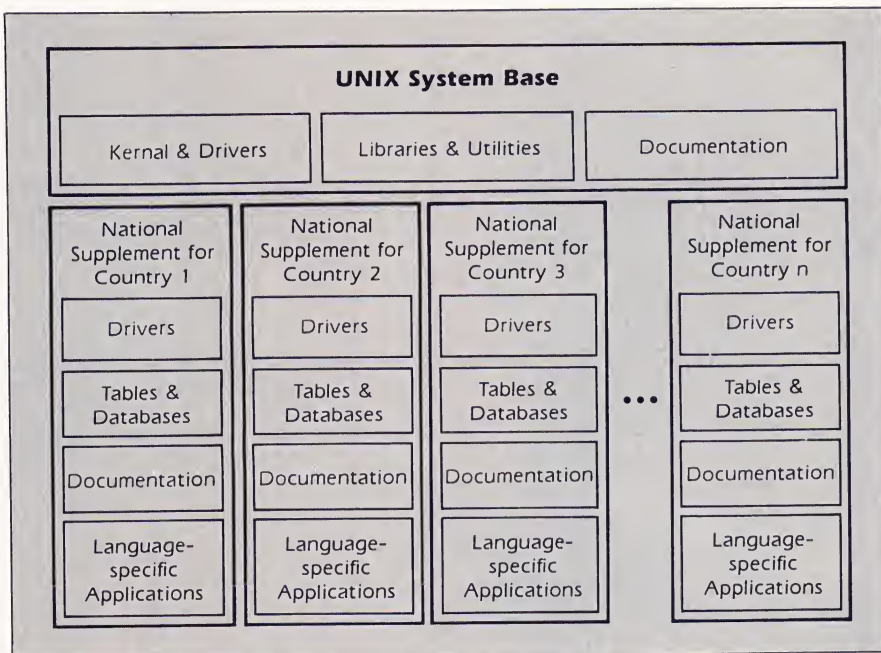 UNIX System Base
Kernal & Drivers
Libraries & Utilities
Documentation
National
Supplement for
Country 1
Drivers
Tables &
Databases
Documentation
Language-
specific
Applications
National
Supplement for
Country 2
Drivers
Tables &
Databases
Documentation
Language-
specific
Applications
National
Supplement for
Country 3
Drivers
Tables &
Databases
Documentation
Language-
specific
Applications
...
National
Supplement for
Country n
Drivers
Tables &
Databases
Documentation
Language-
specific
Applications